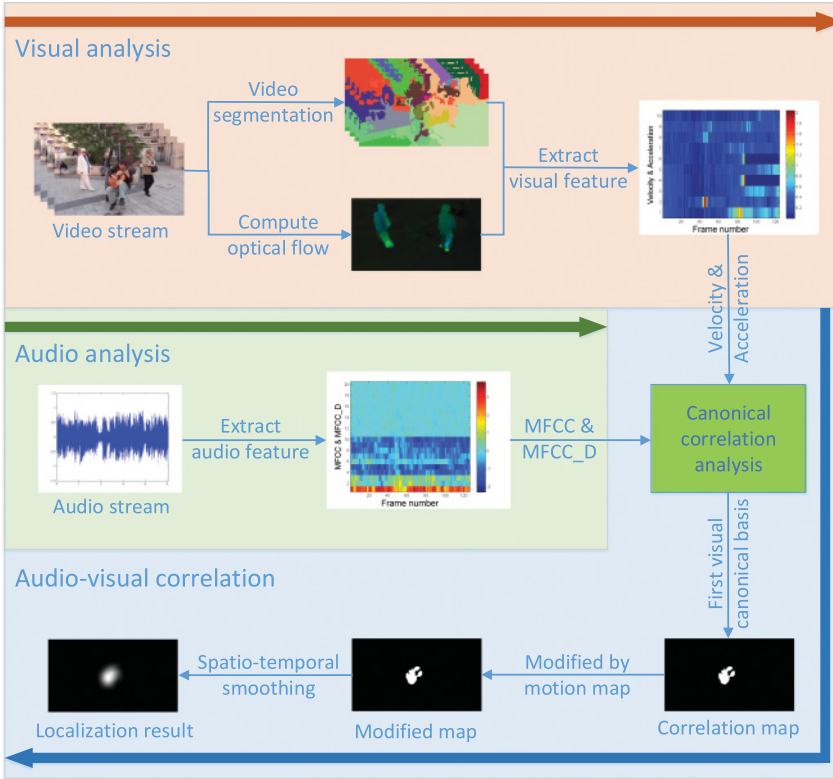 Visual analysis
Video
segmentation
Video stream
Compute
optical flow
Extract
visual feature
Velocity & Acceleration
Frame number
Velocity &
Acceleration
Audio analysis
Audio stream
Extract
audio feature
MFCC & MFCC_D
Frame number
MFCC &
MFCC_D
Canonical
correlation
analysis
First visual
canonical basis
Audio-visual correlation
Correlation map
Modified by
motion map
Modified map
Spatio-temporal
smoothing
Localization result